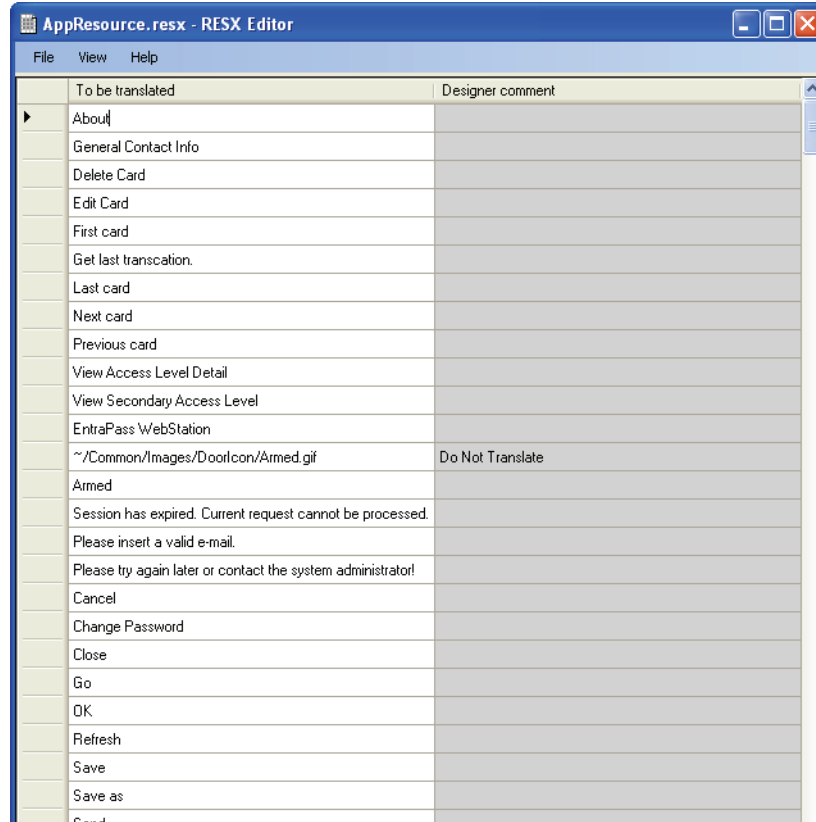 AppResource.resx - RESX Editor
File View Help
To be translated Designer comment
About
General Contact Info
Delete Card
Edit Card
First card
Get last transcation.
Last card
Next card
Previous card
View Access Level Detail
View Secondary Access Level
EntraPass WebStation
~/Common/Images/DoorIcon/Armed.gif Do Not Translate
Armed
Session has expired. Current request cannot be processed.
Please insert a valid e-mail.
Please try again later or contact the system administrator!
Cancel
Change Password
Close
Go
OK
Refresh
Save
Save as